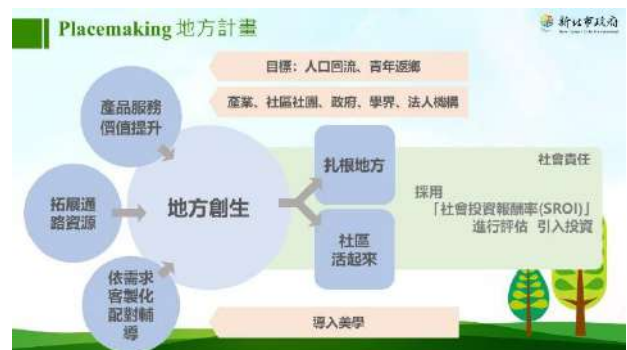 Placemaking 地方計畫
新北市政府
目標：人口回流、青年返鄉
產業、社區社團、政府、學界、法人機構
產品服務
價值提升
拓展通
路資源
依需求
客製化
配對輔
導
地方創生
扎根地方
社區
活起來
社會責任
採用
「社會投資報酬率(SROI)」
進行評估 引入投資
導入美學